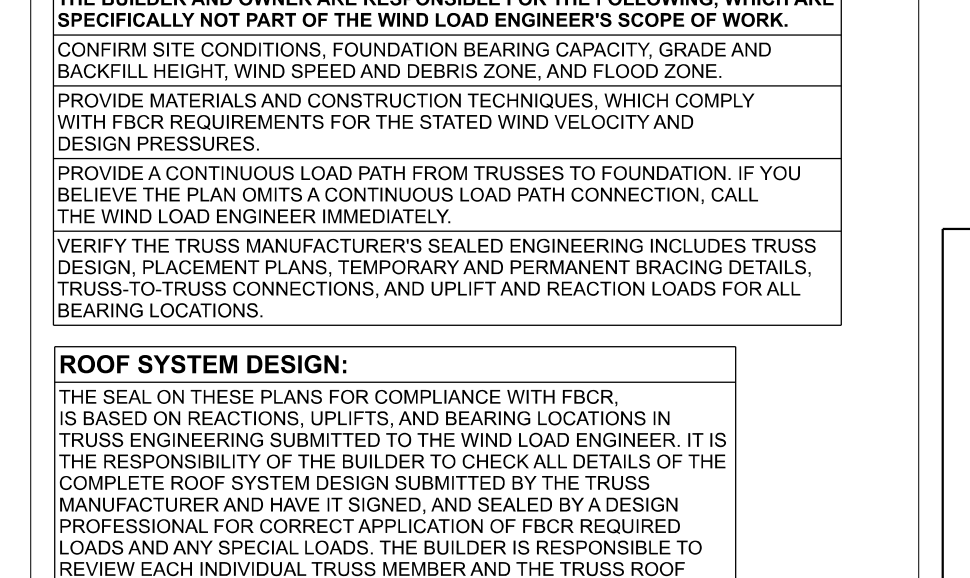 THE BUILDER AND OWNER ARE RESPONSIBLE FOR THE FOLLOWING, WHICH ARE
SPECIFICALLY NOT PART OF THE WIND LOAD ENGINEER'S SCOPE OF WORK.
CONFIRM SITE CONDITIONS, FOUNDATION BEARING CAPACITY, GRADE AND
BACKFILL HEIGHT, WIND SPEED AND DEBRIS ZONE, AND FLOOD ZONE.
PROVIDE MATERIALS AND CONSTRUCTION TECHNIQUES, WHICH COMPLY
WITH FBCR REQUIREMENTS FOR THE STATED WIND VELOCITY AND
DESIGN PRESSURES.
PROVIDE A CONTINUOUS LOAD PATH FROM TRUSSES TO FOUNDATION. IF YOU
BELIEVE THE PLAN OMITS A CONTINUOUS LOAD PATH CONNECTION, CALL
THE WIND LOAD ENGINEER IMMEDIATELY.
VERIFY THE TRUSS MANUFACTURER'S SEALED ENGINEERING INCLUDES TRUSS
DESIGN, PLACEMENT PLANS, TEMPORARY AND PERMANENT BRACING DETAILS,
TRUSS-TO-TRUSS CONNECTIONS, AND UPLIFT AND REACTION LOADS FOR ALL
BEARING LOCATIONS.
ROOF SYSTEM DESIGN:
THE SEAL ON THESE PLANS FOR COMPLIANCE WITH FBCR,
IS BASED ON REACTIONS, UPLIFTS, AND BEARING LOCATIONS IN
TRUSS ENGINEERING SUBMITTED TO THE WIND LOAD ENGINEER. IT IS
THE RESPONSIBILITY OF THE BUILDER TO CHECK ALL DETAILS OF THE
COMPLETE ROOF SYSTEM DESIGN SUBMITTED BY THE TRUSS
MANUFACTURER AND HAVE IT SIGNED, AND SEALED BY A DESIGN
PROFESSIONAL FOR CORRECT APPLICATION OF FBCR REQUIRED
LOADS AND ANY SPECIAL LOADS. THE BUILDER IS RESPONSIBLE TO
REVIEW EACH INDIVIDUAL TRUSS MEMBER AND THE TRUSS ROOF